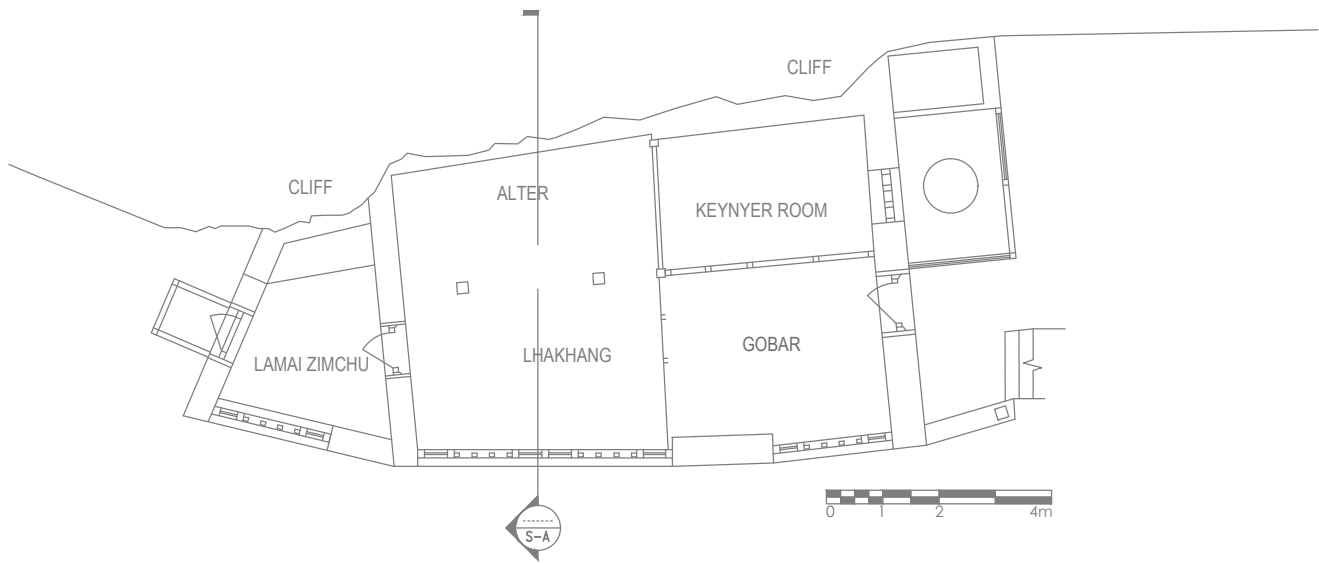 CLIFF
CLIFF
ALTER
KEYNYER ROOM
LAMAI ZIMCHU
LHAKHANG
GOBAR
0 1 2 4m
S-A